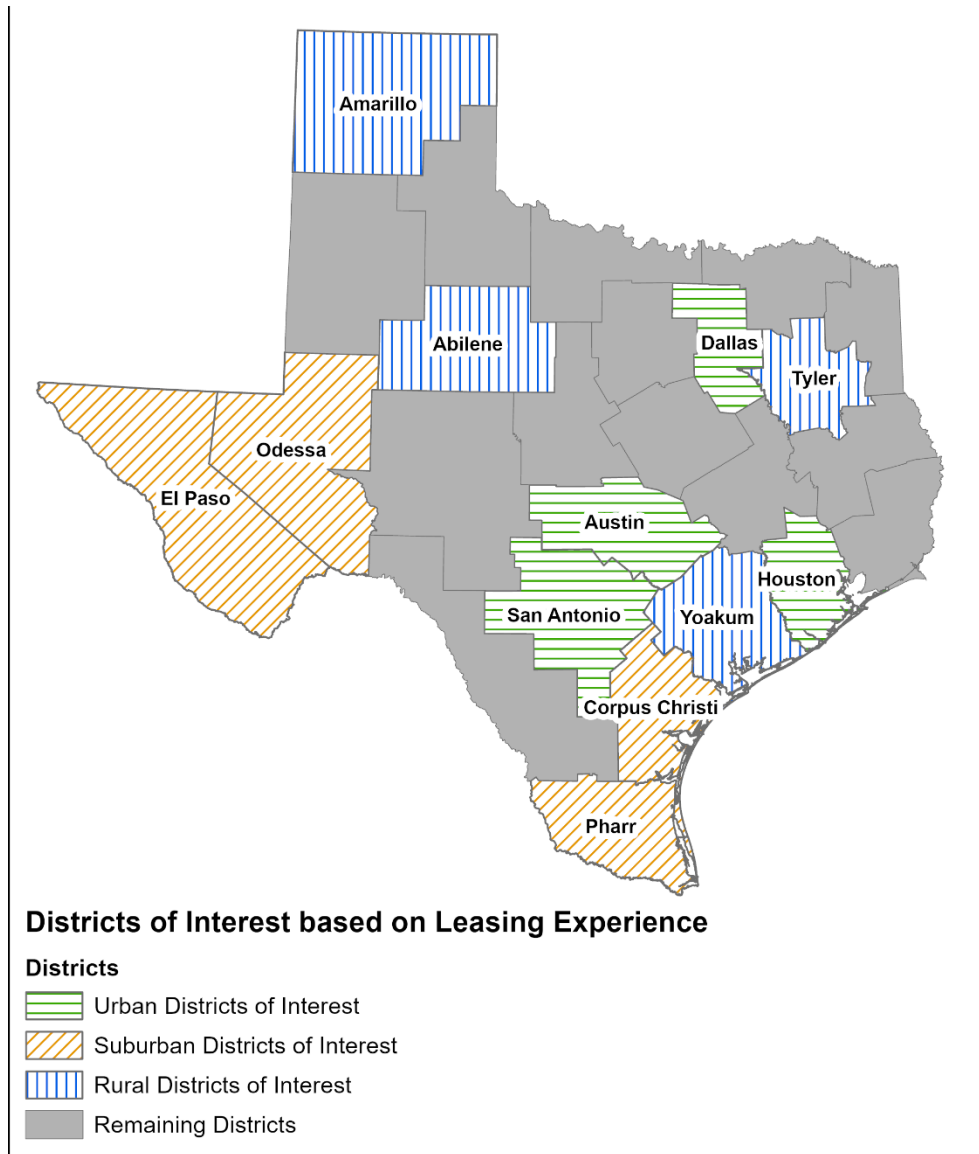 Amarillo
Abilene
Dallas
Tyler
Odessa
El Paso
Austin
Houston
San Antonio
Yoakum
Corpus Christi
Pharr
Districts of Interest based on Leasing Experience
Districts
Urban Districts of Interest
Suburban Districts of Interest
Rural Districts of Interest
Remaining Districts